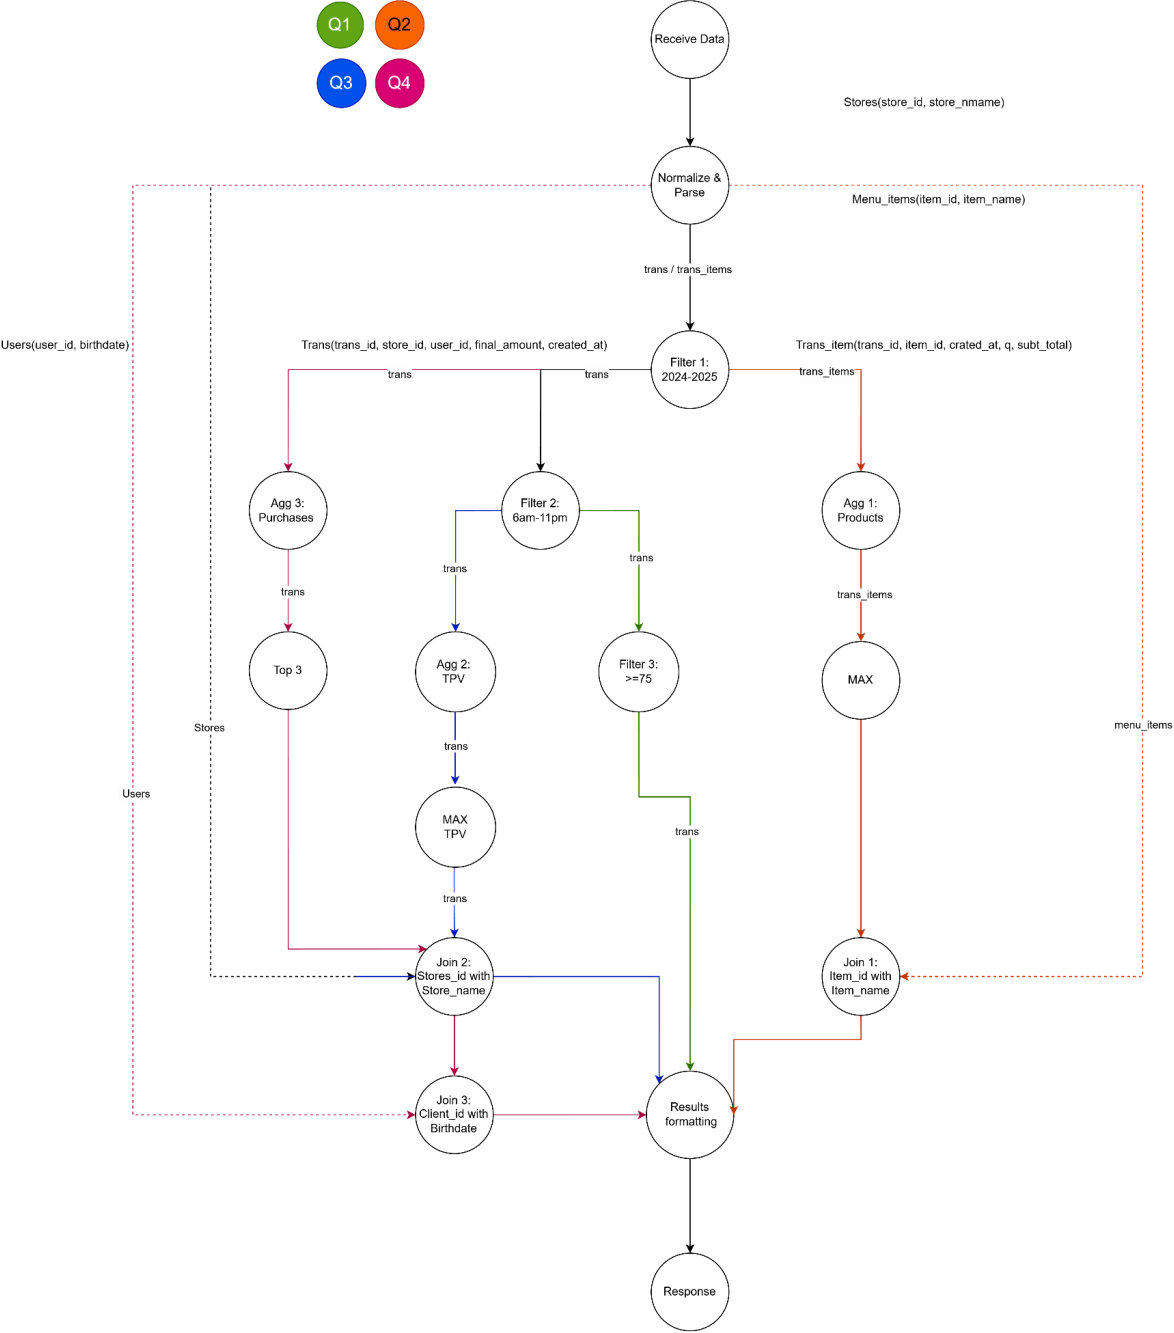 Q1
Q2
Q3
Q4
Receive Data
Stores(store_id, store_nmame)
Normalize &
Parse
Menu_items(item_id, item_name)
trans / trans_items
Users(user_id, birthdate)
Trans(trans_id, store_id, user_id, final_amount, created_at)
Trans_item(trans_id, item_id, crated_at, q, subt_total)
Filter 1:
2024-2025
trans
trans
trans_items
Agg 3:
Purchases
Filter 2:
6am-11pm
Agg 1:
Products
trans
trans
trans
trans_items
Top 3
Agg 2:
TPV
Filter 3:
>=75
MAX
Stores
trans
menu_items
Users
MAX
TPV
trans
trans
Join 2:
Stores_id with
Store_name
Join 1:
Item_id with
Item_name
Join 3:
Client_id with
Birthdate
Results
formatting
Response